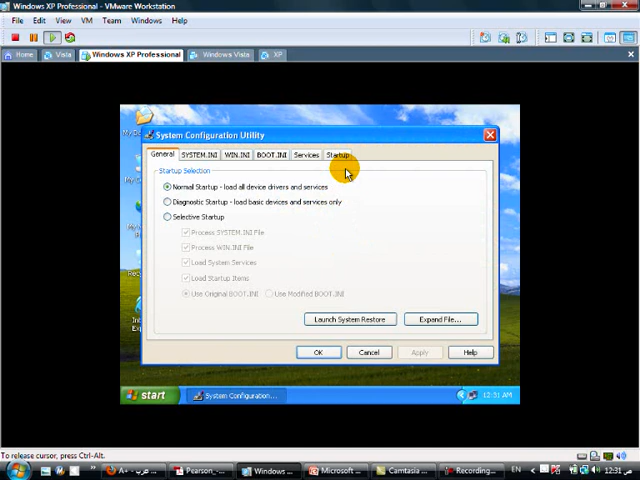 Windows XP Professional - VMware Workstation
File Edit View VM Team Windows Help
Home Vista Windows XP Professional Windows Vista XP
System Configuration Utility
General SYSTEM.INI WIN.INI BOOT.INI Services Startup
Startup Selection
Normal Startup - load all device drivers and services
Diagnostic Startup - load basic devices and services only
Selective Startup
Process SYSTEM.INI File
Process WIN.INI File
Load System Services
Load Startup Items
Use Original BOOT.INI Use Modified BOOT.INI
Launch System Restore Expand File...
OK Cancel Apply Help
start System Configuration... 12:31 AM
To release cursor, press Ctrl-Alt.
A+ - عرب... Pearson_-... Windows ... Microsoft ... Camtasia ... Recording... EN 12:31 ص